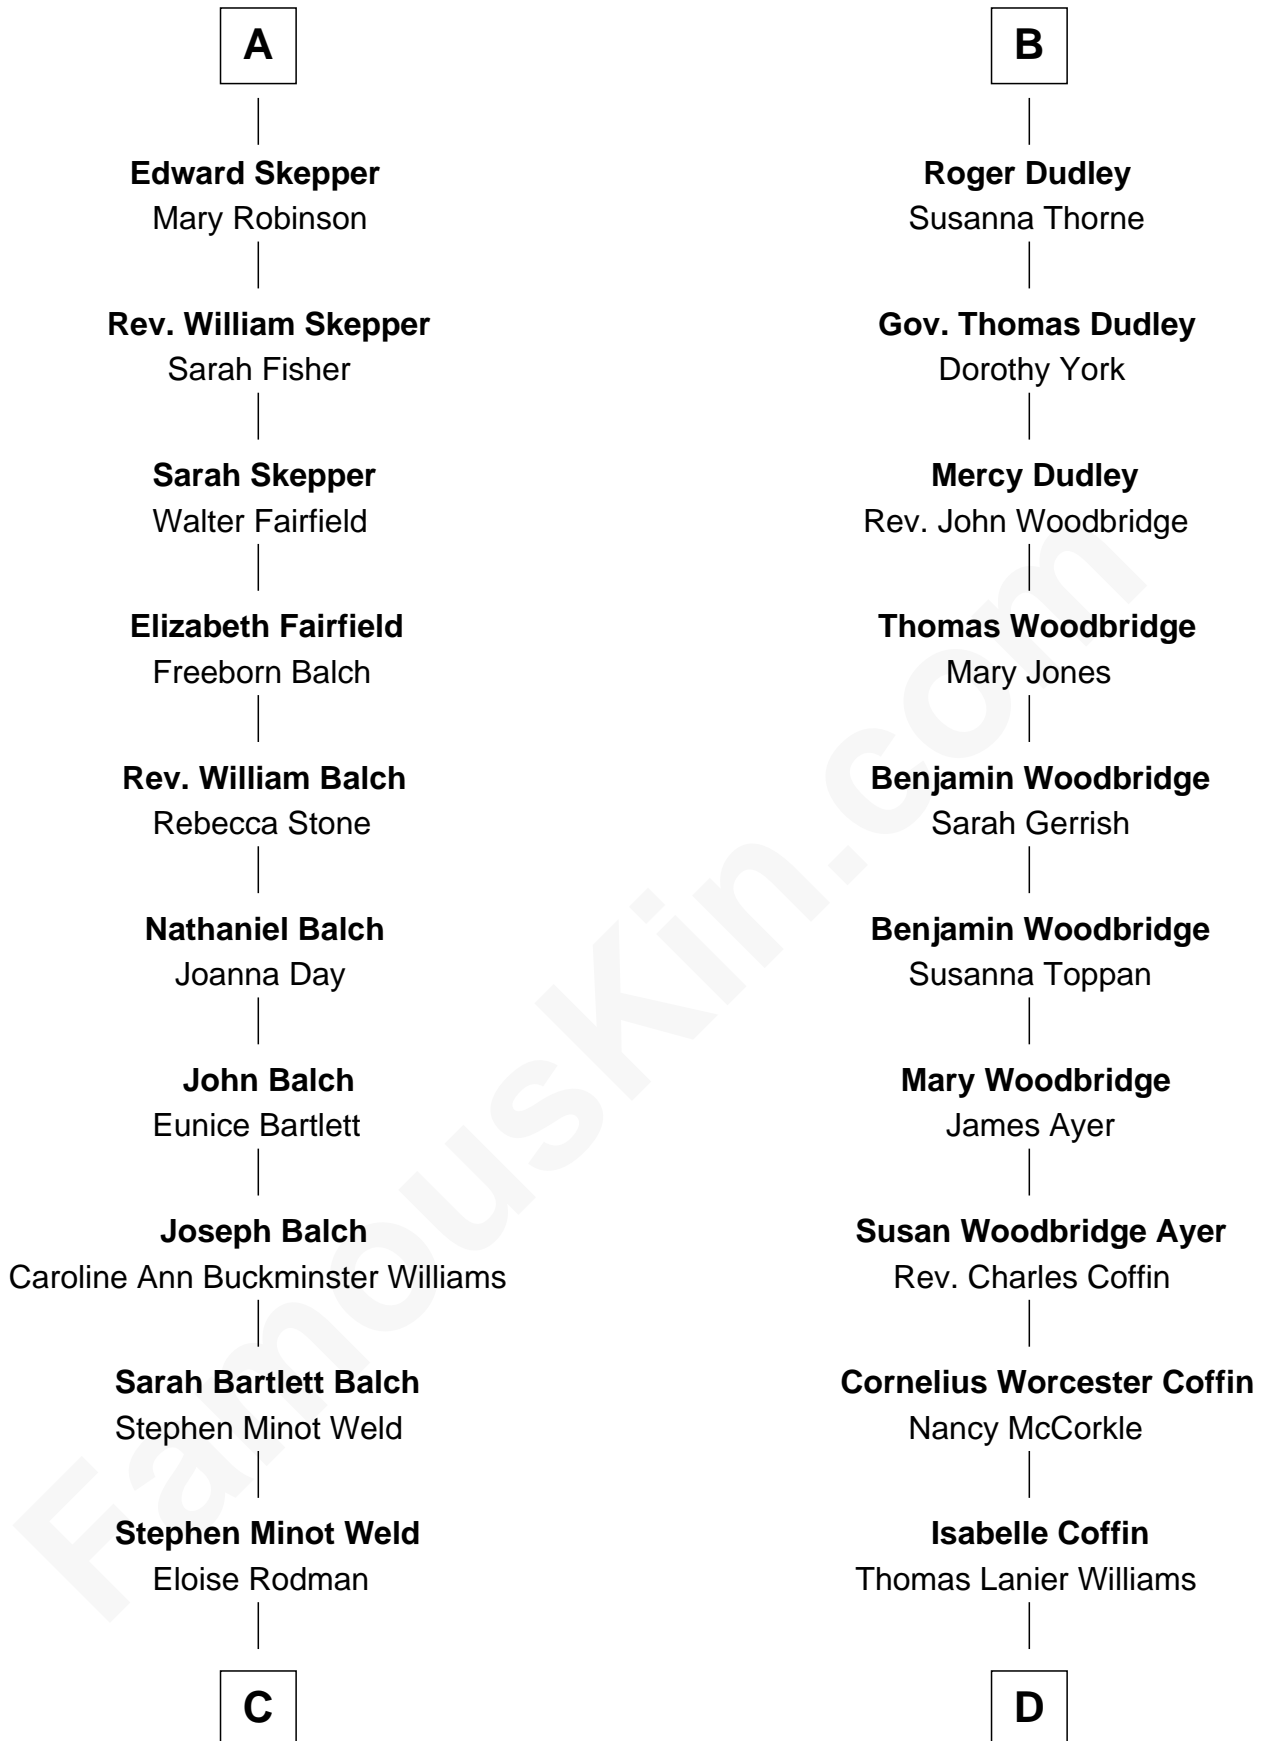 A
Edward Skepper
Mary Robinson
Rev. William Skepper
Sarah Fisher
Sarah Skepper
Walter Fairfield
Elizabeth Fairfield
Freeborn Balch
Rev. William Balch
Rebecca Stone
Nathaniel Balch
Joanna Day
John Balch
Eunice Bartlett
Joseph Balch
Caroline Ann Buckminster Williams
Sarah Bartlett Balch
Stephen Minot Weld
Stephen Minot Weld
Eloise Rodman
C
B
Roger Dudley
Susanna Thorne
Gov. Thomas Dudley
Dorothy York
Mercy Dudley
Rev. John Woodbridge
Thomas Woodbridge
Mary Jones
Benjamin Woodbridge
Sarah Gerrish
Benjamin Woodbridge
Susanna Toppan
Mary Woodbridge
James Ayer
Susan Woodbridge Ayer
Rev. Charles Coffin
Cornelius Worcester Coffin
Nancy McCorkle
Isabelle Coffin
Thomas Lanier Williams
D
FamousKin.com